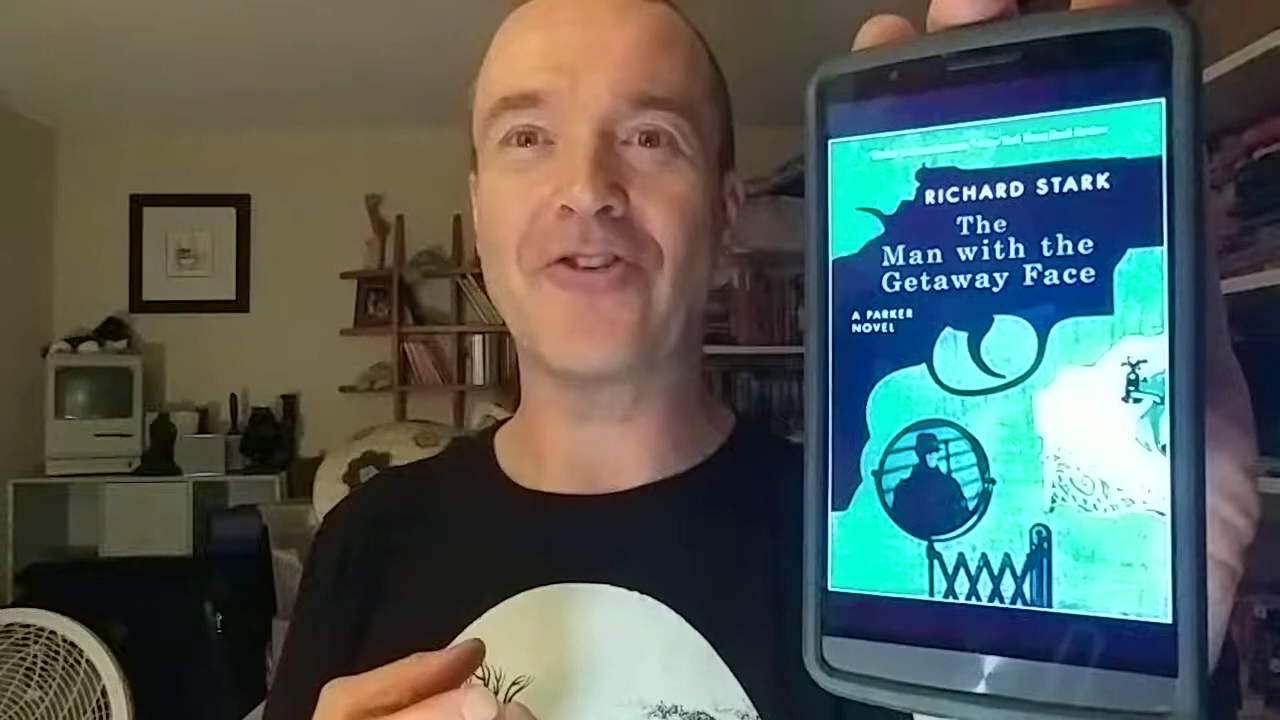 RICHARD STARK
The
Man with the
Getaway Face
A PARKER
NOVEL